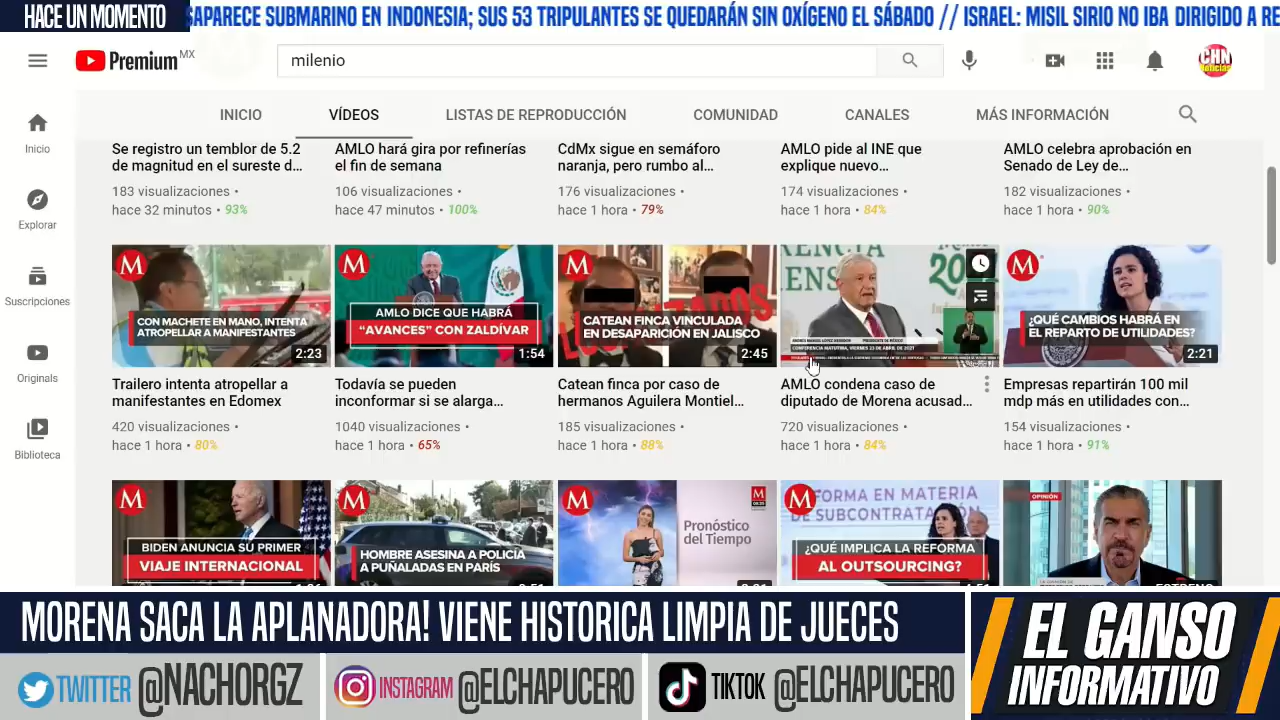 HACE UN MOMENTO
SAPARECE SUBMARINO EN INDONESIA; SUS 53 TRIPULANTES SE QUEDARÁN SIN OXÍGENO EL SÁBADO // ISRAEL: MISIL SIRIO NO IBA DIRIGIDO A RE
Premium MX
milenio
CHN
Noticias
INICIO
VÍDEOS
LISTAS DE REPRODUCCIÓN
COMUNIDAD
CANALES
MÁS INFORMACIÓN
Inicio
Explorar
Suscripciones
Originals
Biblioteca
Se registro un temblor de 5.2
de magnitud en el sureste d...
183 visualizaciones •
hace 32 minutos • 93%
AMLO hará gira por refinerías
el fin de semana
106 visualizaciones •
hace 47 minutos • 100%
CdMx sigue en semáforo
naranja, pero rumbo al...
176 visualizaciones •
hace 1 hora • 79%
AMLO pide al INE que
explique nuevo...
174 visualizaciones •
hace 1 hora • 84%
AMLO celebra aprobación en
Senado de Ley de...
182 visualizaciones •
hace 1 hora • 90%
M
CON MACHETE EN MANO, INTENTA
ATROPELLAR A MANIFESTANTES
2:23
Trailero intenta atropellar a
manifestantes en Edomex
420 visualizaciones •
hace 1 hora • 80%
M
AMLO DICE QUE HABRÁ
“AVANCES” CON ZALDÍVAR
1:54
Todavía se pueden
inconformar si se alarga...
1040 visualizaciones •
hace 1 hora • 65%
M
CATEAN FINCA VINCULADA
EN DESAPARICIÓN EN JALISCO
2:45
Catean finca por caso de
hermanos Aguilera Montiel...
185 visualizaciones •
hace 1 hora • 88%
AMLO condena caso de
diputado de Morena acusad...
720 visualizaciones •
hace 1 hora • 84%
M
¿QUÉ CAMBIOS HABRÁ EN
EL REPARTO DE UTILIDADES?
2:21
Empresas repartirán 100 mil
mdp más en utilidades con...
154 visualizaciones •
hace 1 hora • 91%
M
BIDEN ANUNCIA SU PRIMER
VIAJE INTERNACIONAL
M
HOMBRE ASESINA A POLICÍA
A PUÑALADAS EN PARÍS
M
Pronóstico
del Tiempo
M
FORMA EN MATERIA
DE SUBCONTRATACIÓN
¿QUÉ IMPLICA LA REFORMA
AL OUTSOURCING?
OPINIÓN
MORENA SACA LA APLANADORA! VIENE HISTORICA LIMPIA DE JUECES
TWITTER @NACHORGZ
INSTAGRAM @ELCHAPUCERO
TIKTOK @ELCHAPUCERO
EL GANSO
INFORMATIVO